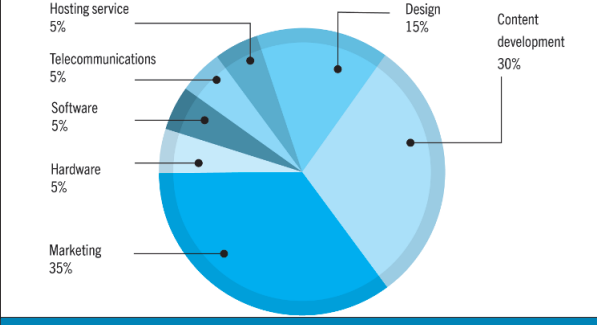 Hosting service
5%
Design
15%
Content
development
30%
Telecommunications
5%
Software
5%
Hardware
5%
Marketing
35%